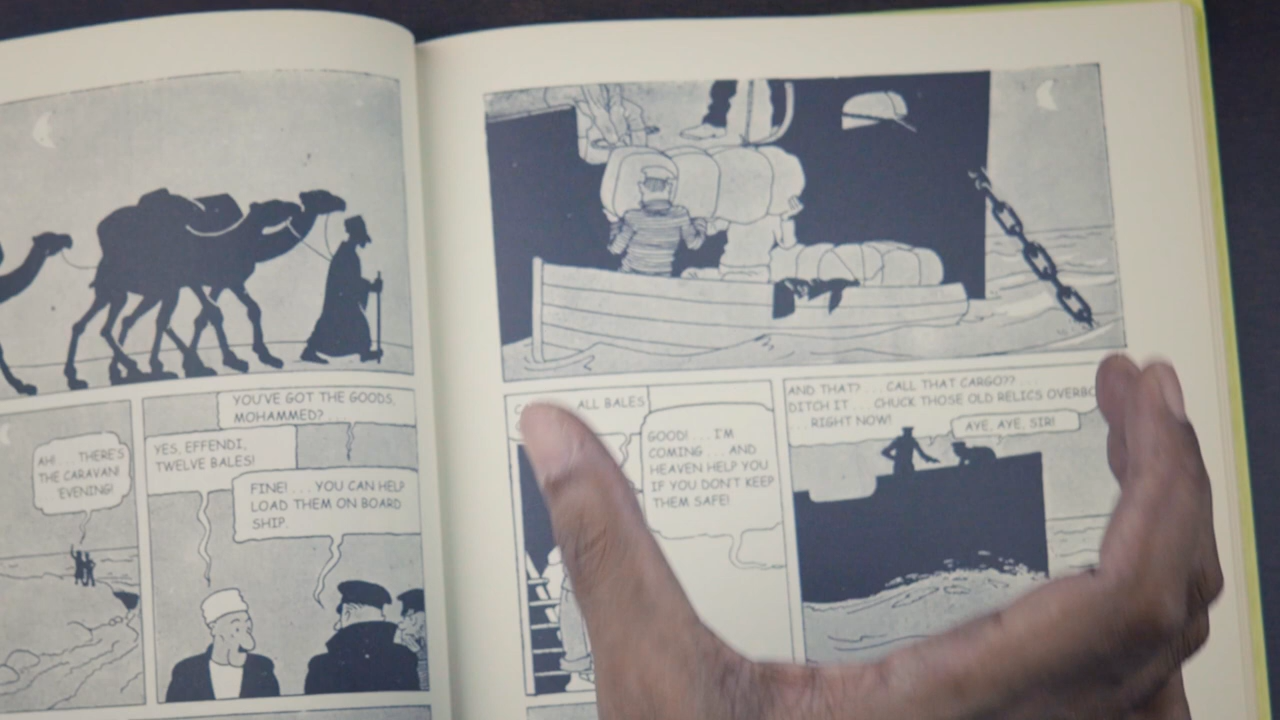 AH! . . . THERE'S
THE CARAVAN!
'EVENING!
YOU'VE GOT THE GOODS,
MOHAMMED? . . .
YES, EFFENDI,
TWELVE BALES!
FINE! . . . YOU CAN HELP
LOAD THEM ON BOARD
SHIP.
ALL BALES
GOOD! . . . I'M
COMING . . . AND
HEAVEN HELP YOU
IF YOU DON'T KEEP
THEM SAFE!
AND THAT? . . . CALL THAT CARGO?? . . .
DITCH IT . . . CHUCK THOSE OLD RELICS
. . . RIGHT NOW!
AYE, AYE, SIR!